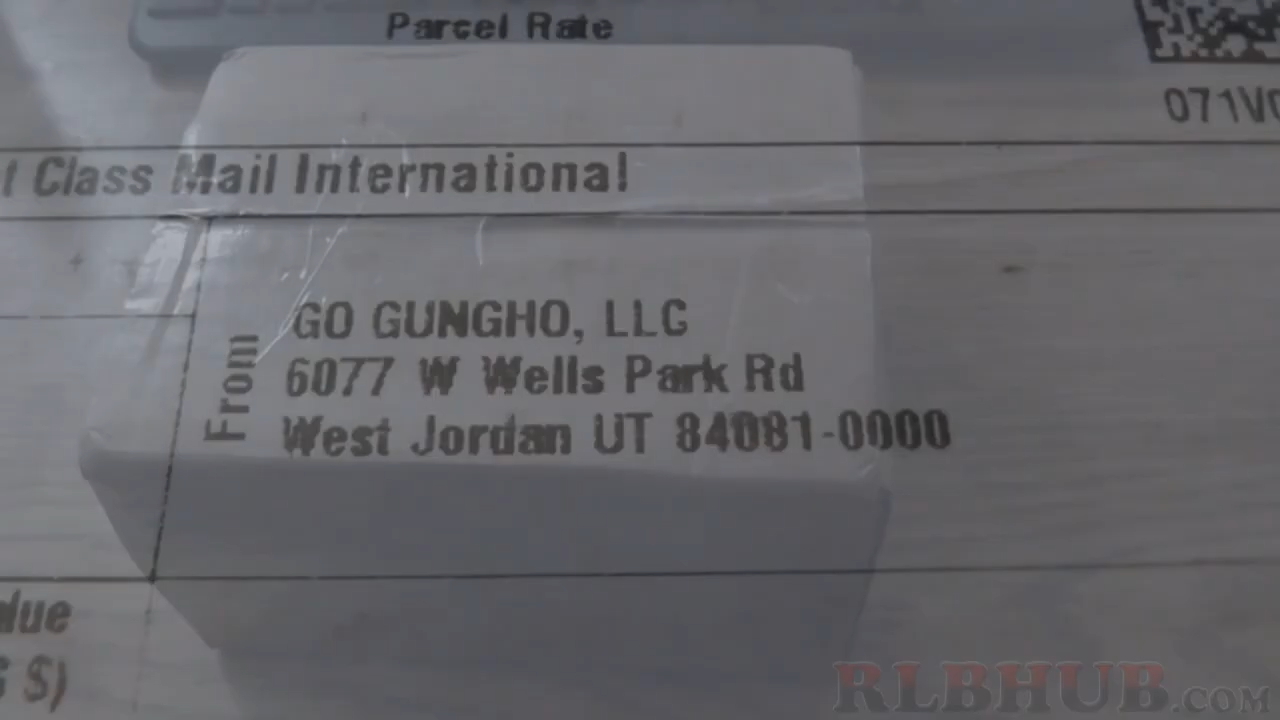 Parcel Rate
071V
Class Mail International
From
GO GUNGHO, LLC
6077 W Wells Park Rd
West Jordan UT 84081-0000
$)
RLBHUB.COM